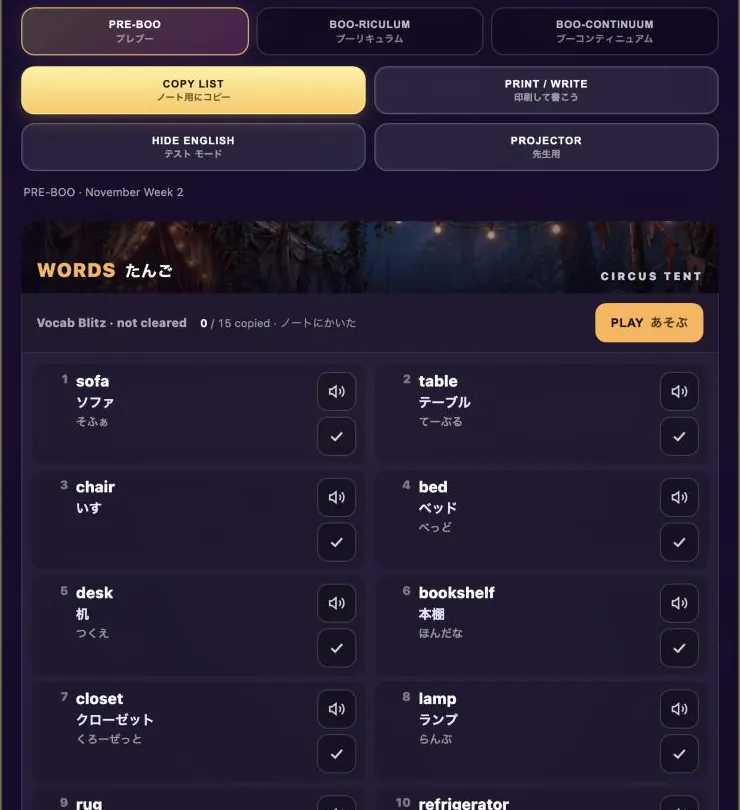 PRE-BOO
プレブー
BOO-RICULUM
ブーリキュラム
BOO-CONTINUUM
ブーコンティニュアム
COPY LIST
ノート用にコピー
PRINT / WRITE
印刷して書こう
HIDE ENGLISH
テスト モード
PROJECTOR
先生用
PRE-BOO · November Week 2
WORDS たんご
CIRCUS TENT
Vocab Blitz · not cleared 0 / 15 copied · ノートにかいた
PLAY あそぶ
1 sofa
ソファ
そふぁ
2 table
テーブル
てーぶる
3 chair
いす
4 bed
ベッド
べっど
5 desk
机
つくえ
6 bookshelf
本棚
ほんだな
7 closet
クローゼット
くろーぜっと
8 lamp
ランプ
らんぷ
9 rug
10 refrigerator